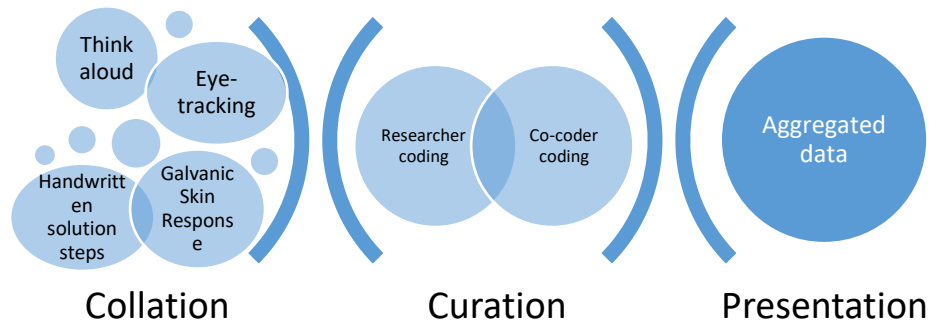 Think
aloud
Eye-
tracking
Handwritt
en
solution
steps
Galvanic
Skin
Respons
e
Researcher
coding
Co-coder
coding
Aggregated
data
Collation
Curation
Presentation